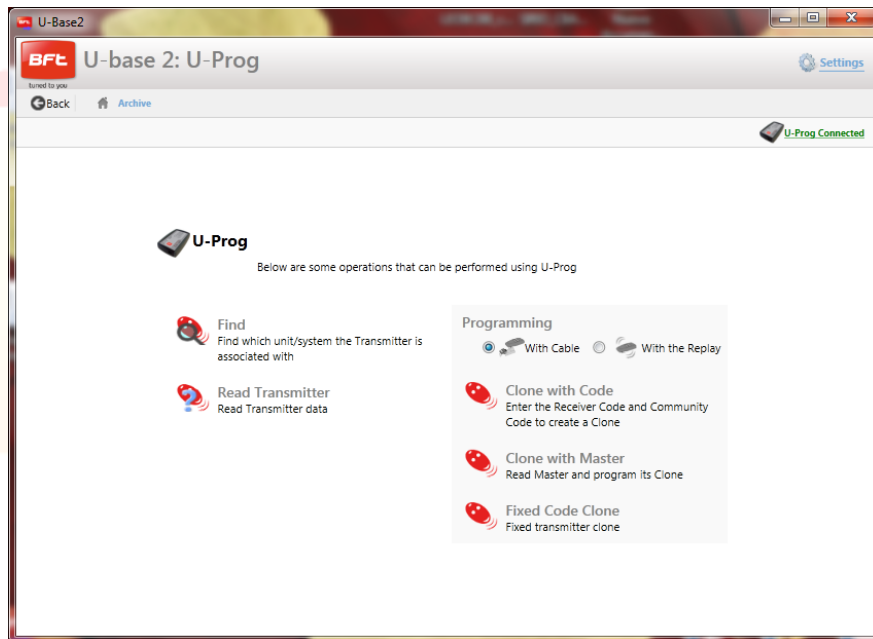 U-Base2
BFT
tuned to you
U-base 2: U-Prog
Settings
Back
Archive
U-Prog Connected
U-Prog
Below are some operations that can be performed using U-Prog
Find
Find which unit/system the Transmitter is
associated with
Read Transmitter
Read Transmitter data
Programming
With Cable
With the Replay
Clone with Code
Enter the Receiver Code and Community
Code to create a Clone
Clone with Master
Read Master and program its Clone
Fixed Code Clone
Fixed transmitter clone